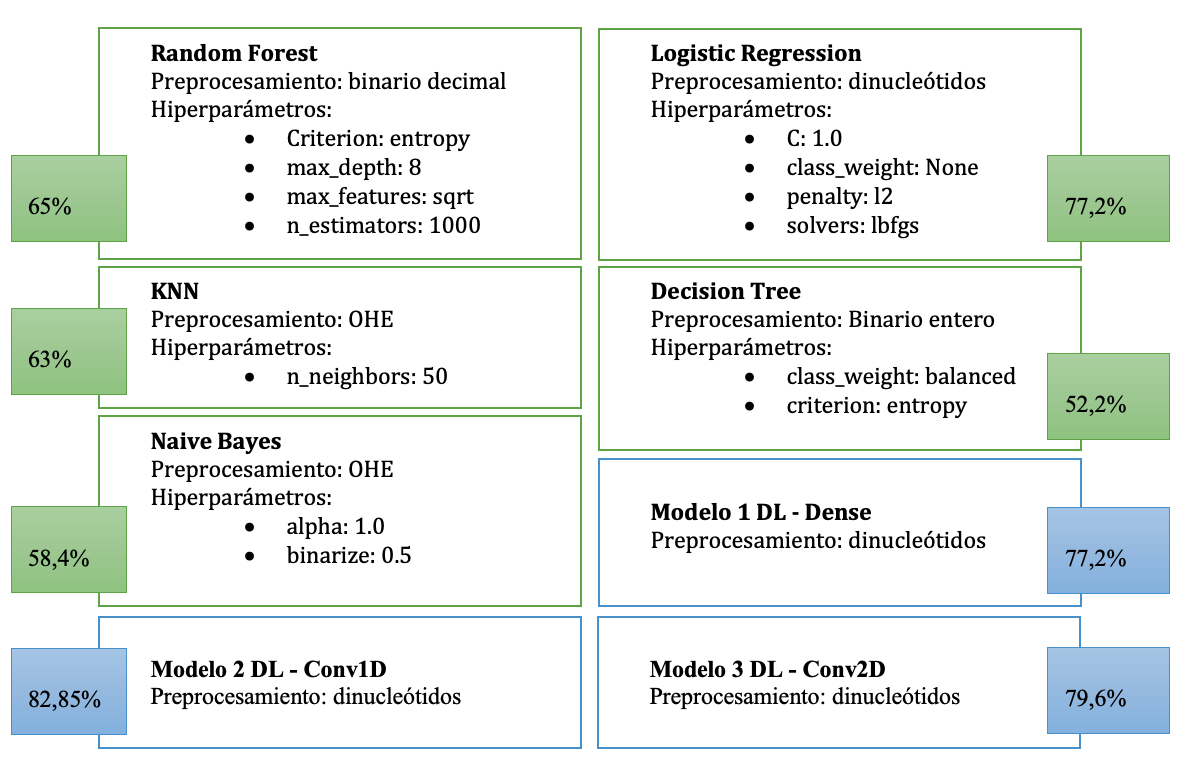 Random Forest
Preprocesamiento: binario decimal
Hiperparámetros:
• Criterion: entropy
• max_depth: 8
• max_features: sqrt
• n_estimators: 1000
65%
Logistic Regression
Preprocesamiento: dinucleótidos
Hiperparámetros:
• C: 1.0
• class_weight: None
• penalty: l2
• solvers: lbfgs
77,2%
KNN
Preprocesamiento: OHE
Hiperparámetros:
• n_neighbors: 50
63%
Decision Tree
Preprocesamiento: Binario entero
Hiperparámetros:
• class_weight: balanced
• criterion: entropy
52,2%
Naive Bayes
Preprocesamiento: OHE
Hiperparámetros:
• alpha: 1.0
• binarize: 0.5
58,4%
Modelo 1 DL - Dense
Preprocesamiento: dinucleótidos
77,2%
Modelo 2 DL - Conv1D
Preprocesamiento: dinucleótidos
82,85%
Modelo 3 DL - Conv2D
Preprocesamiento: dinucleótidos
79,6%